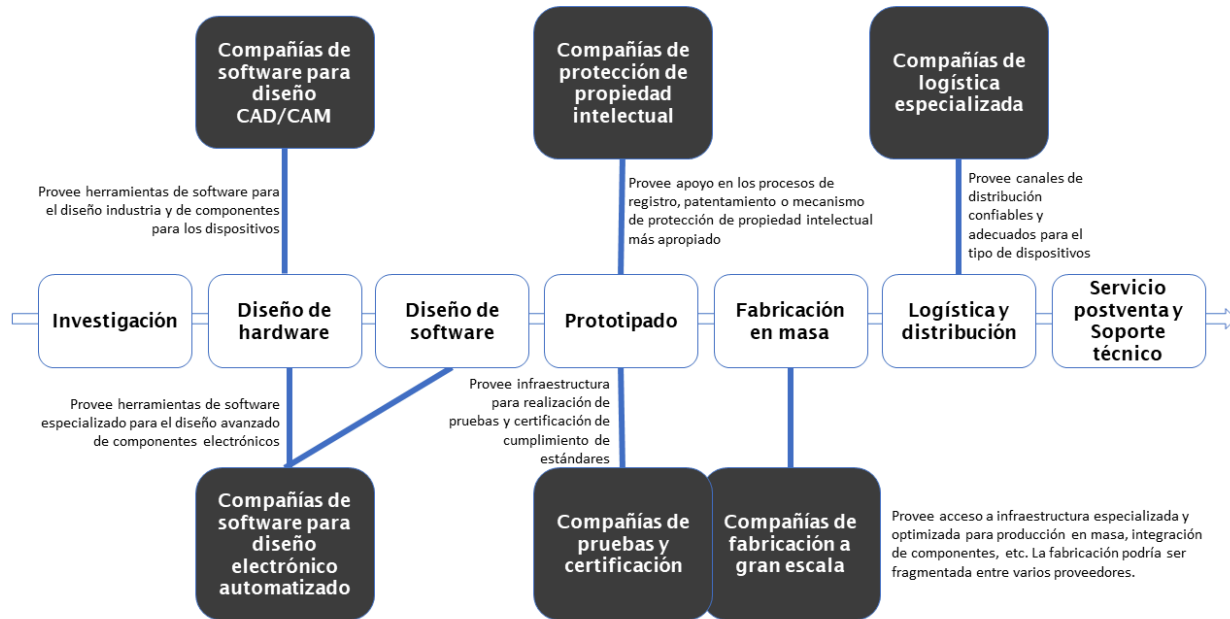 Compañías de
software para
diseño
CAD/CAM
Compañías de
protección de
propiedad
intelectual
Compañías de
logística
especializada
Provee herramientas de software para
el diseño industria y de componentes
para los dispositivos
Provee apoyo en los procesos de
registro, patentamiento o mecanismo
de protección de propiedad intelectual
más apropiado
Provee canales de
distribución
confiables y
adecuados para el
tipo de dispositivos
Investigación
Diseño de
hardware
Diseño de
software
Prototipado
Fabricación
en masa
Logística y
distribución
Servicio
postventa y
Soporte
técnico
Provee herramientas de software
especializado para el diseño avanzado
de componentes electrónicos
Provee infraestructura
para realización de
pruebas y certificación de
cumplimiento de
estándares
Compañías de
software para
diseño
electrónico
automatizado
Compañías de
pruebas y
certificación
Compañías de
fabricación a
gran escala
Provee acceso a infraestructura especializada y
optimizada para producción en masa, integración
de componentes, etc. La fabricación podría ser
fragmentada entre varios proveedores.